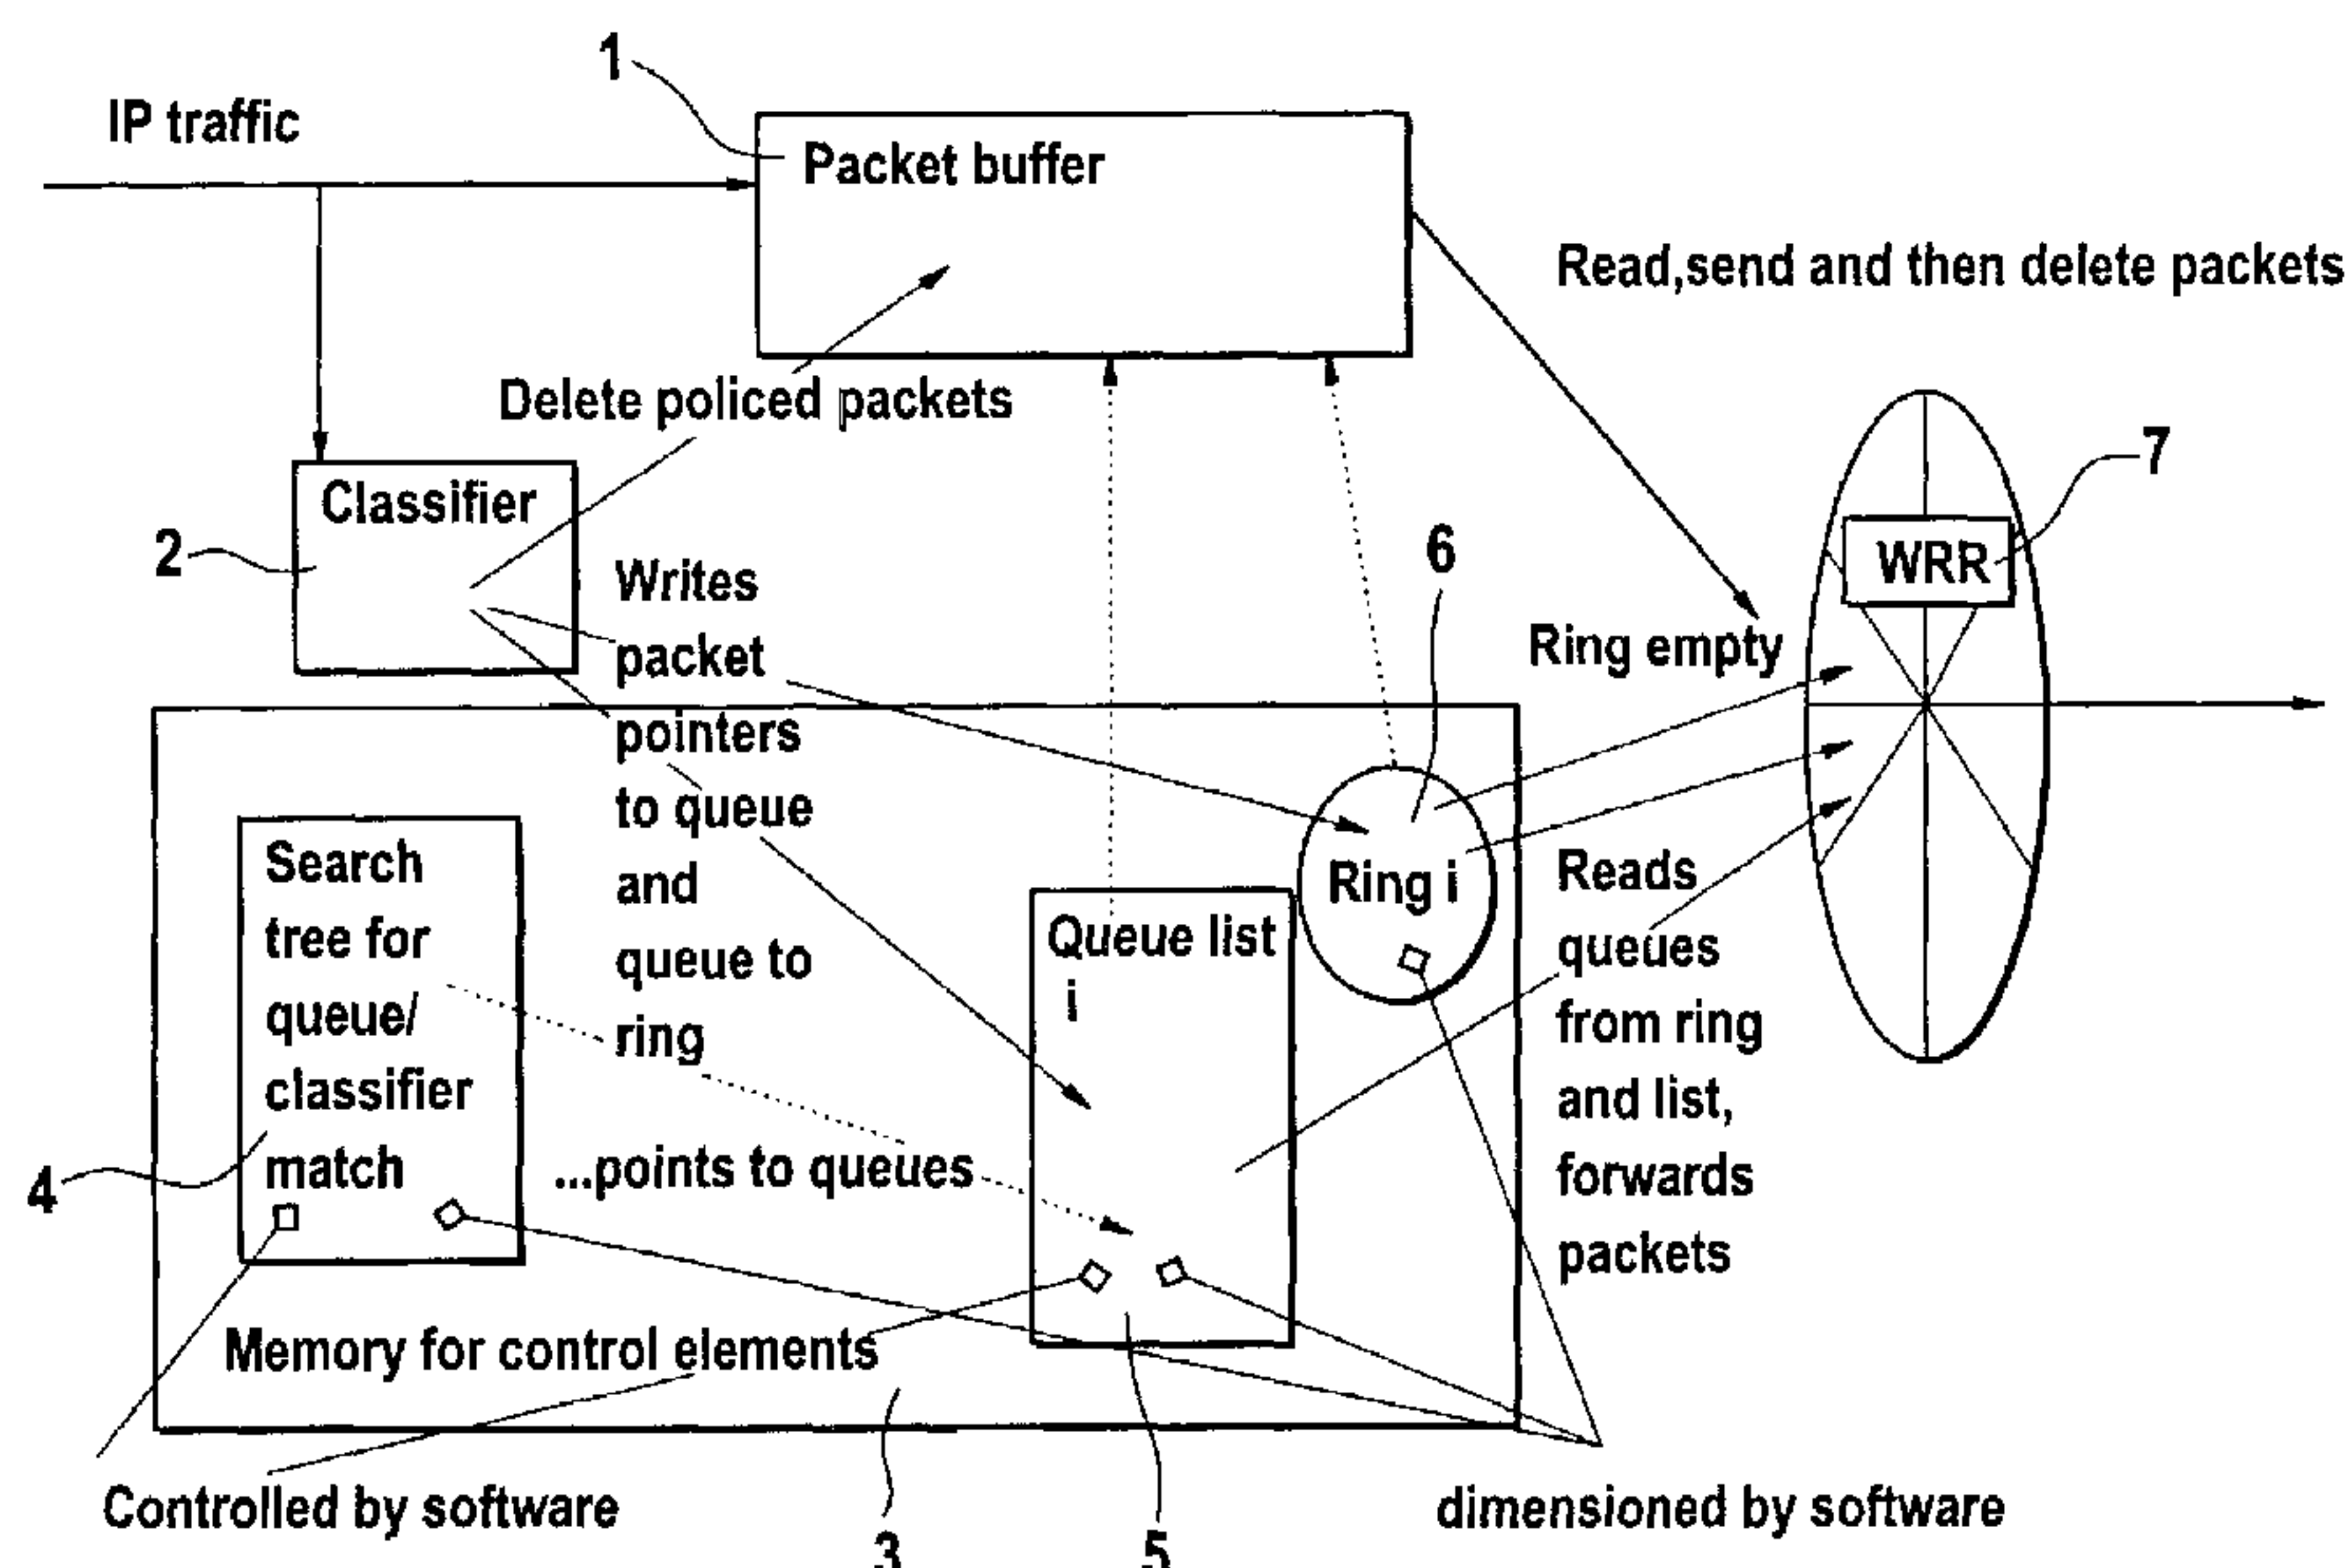 1
IP traffic
Packet buffer
Read,send and then delete packets
Delete policed packets
7
Classifier
2
WRR
6
Writes
packet
pointers
to queue
and
queue to
ring
Ring empty
Search
tree for
queue/
classifier
match
4
Ring i
Queue list
i
Reads
queues
from ring
and list,
forwards
packets
...points to queues
Memory for control elements
Controlled by software
dimensioned by software
3
5